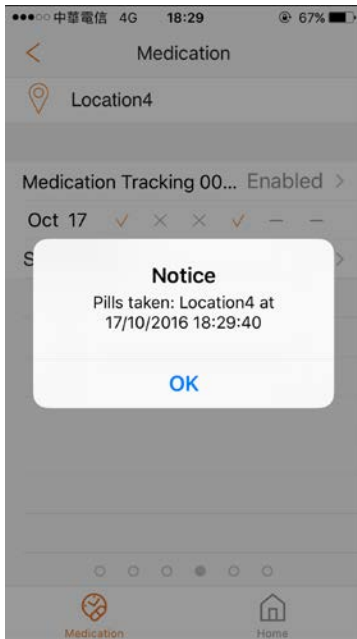 中華電信 4G 18:29 67%
Medication
Location4
Medication Tracking 00... Enabled
Oct 17
S
Notice
Pills taken: Location4 at
17/10/2016 18:29:40
OK
Medication
Home